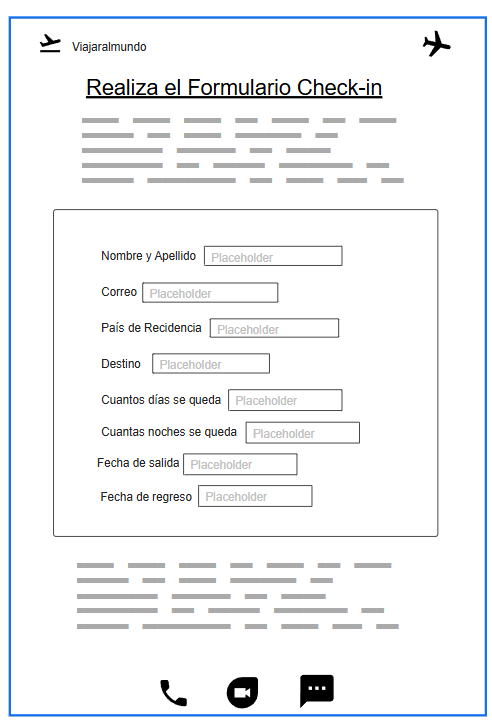 Viajaralmundo
Realiza el Formulario Check-in
Nombre y Apellido Placeholder
Correo Placeholder
País de Recidencia Placeholder
Destino Placeholder
Cuantos días se queda Placeholder
Cuantas noches se queda Placeholder
Fecha de salida Placeholder
Fecha de regreso Placeholder